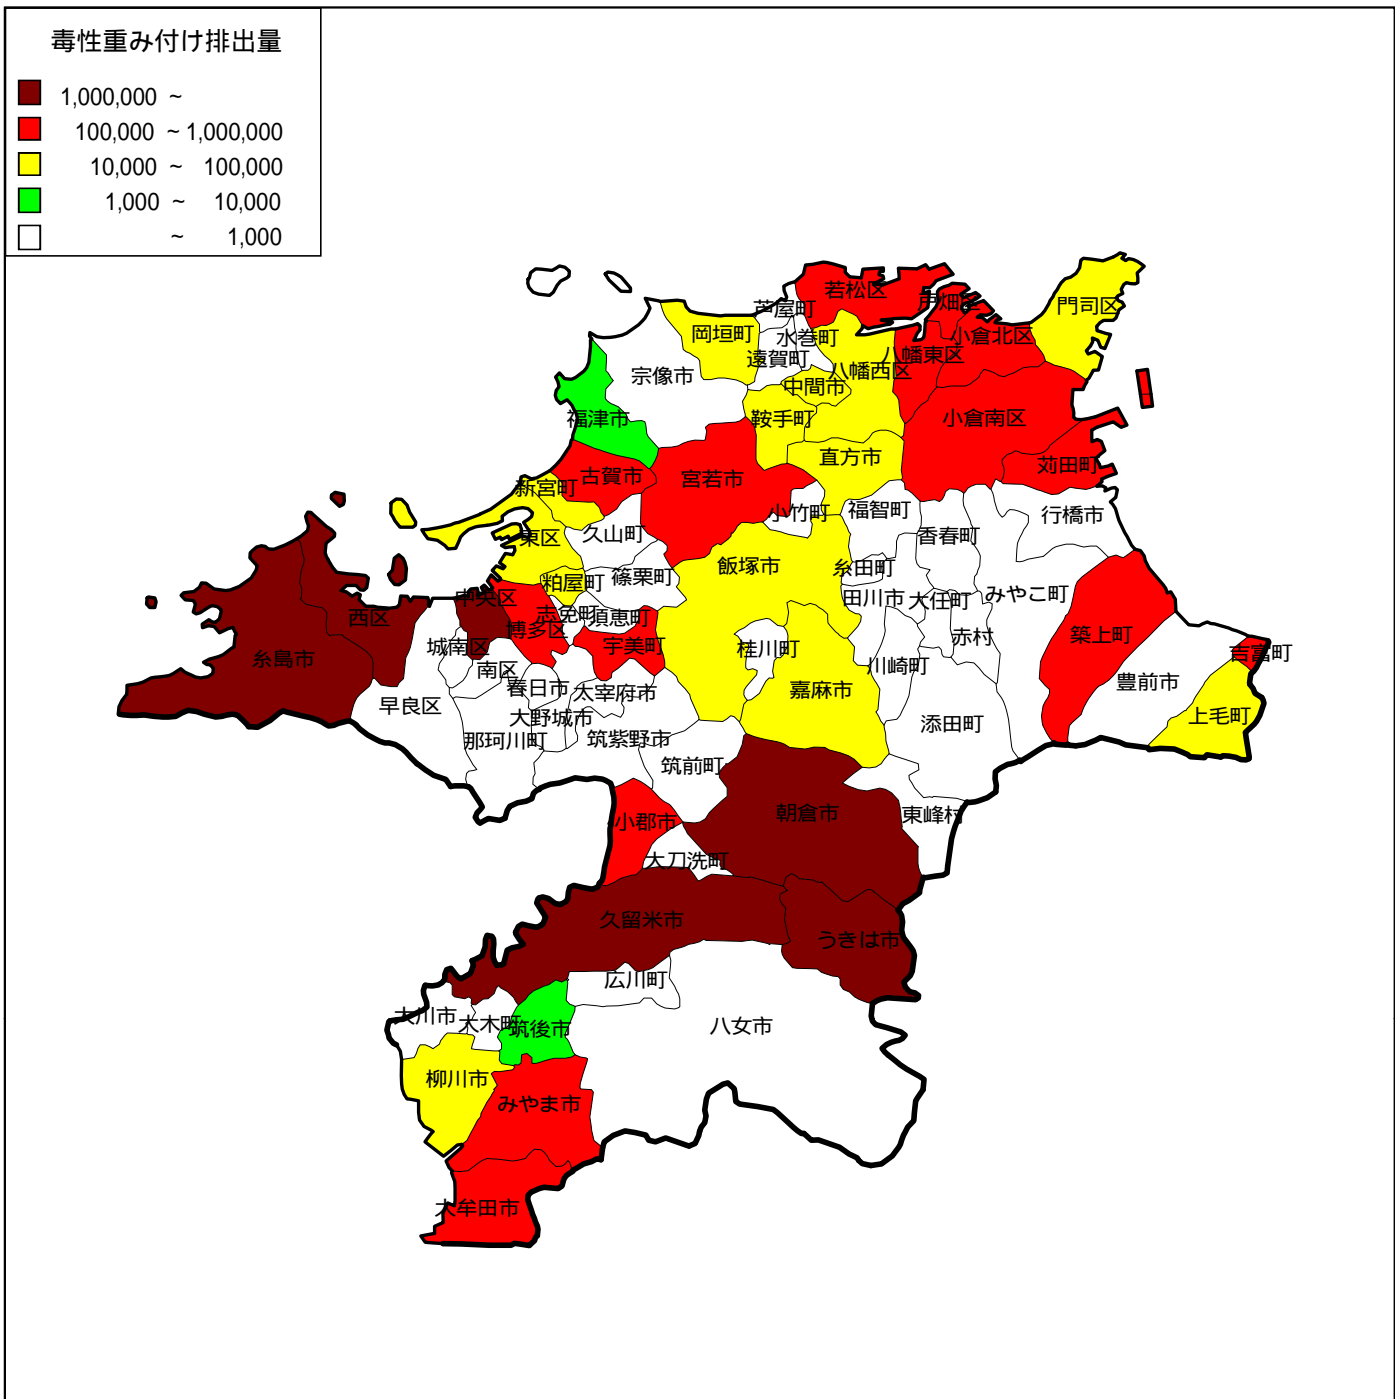 毒性重み付け排出量
1,000,000 ~
100,000 ~ 1,000,000
10,000 ~ 100,000
1,000 ~ 10,000
~ 1,000
若松区
戸畑区
門司区
芦屋町
岡垣町
水巻町
小倉北区
遠賀町
八幡東区
八幡西区
宗像市
中間市
福津市
鞍手町
小倉南区
直方市
苅田町
古賀市
宮若市
新宮町
小竹町
福智町
行橋市
久山町
香春町
東区
飯塚市
糸田町
粕屋町
篠栗町
みやこ町
中央区
田川市
大任町
志免町
須恵町
西区
博多区
宇美町
赤村
築上町
城南区
桂川町
吉富町
糸島市
南区
川崎町
春日市
太宰府市
嘉麻市
豊前市
早良区
大野城市
上毛町
那珂川町
筑紫野市
添田町
筑前町
朝倉市
東峰村
小郡市
大刀洗町
久留米市
うきは市
広川町
大川市
大木町
筑後市
八女市
柳川市
みやま市
大牟田市